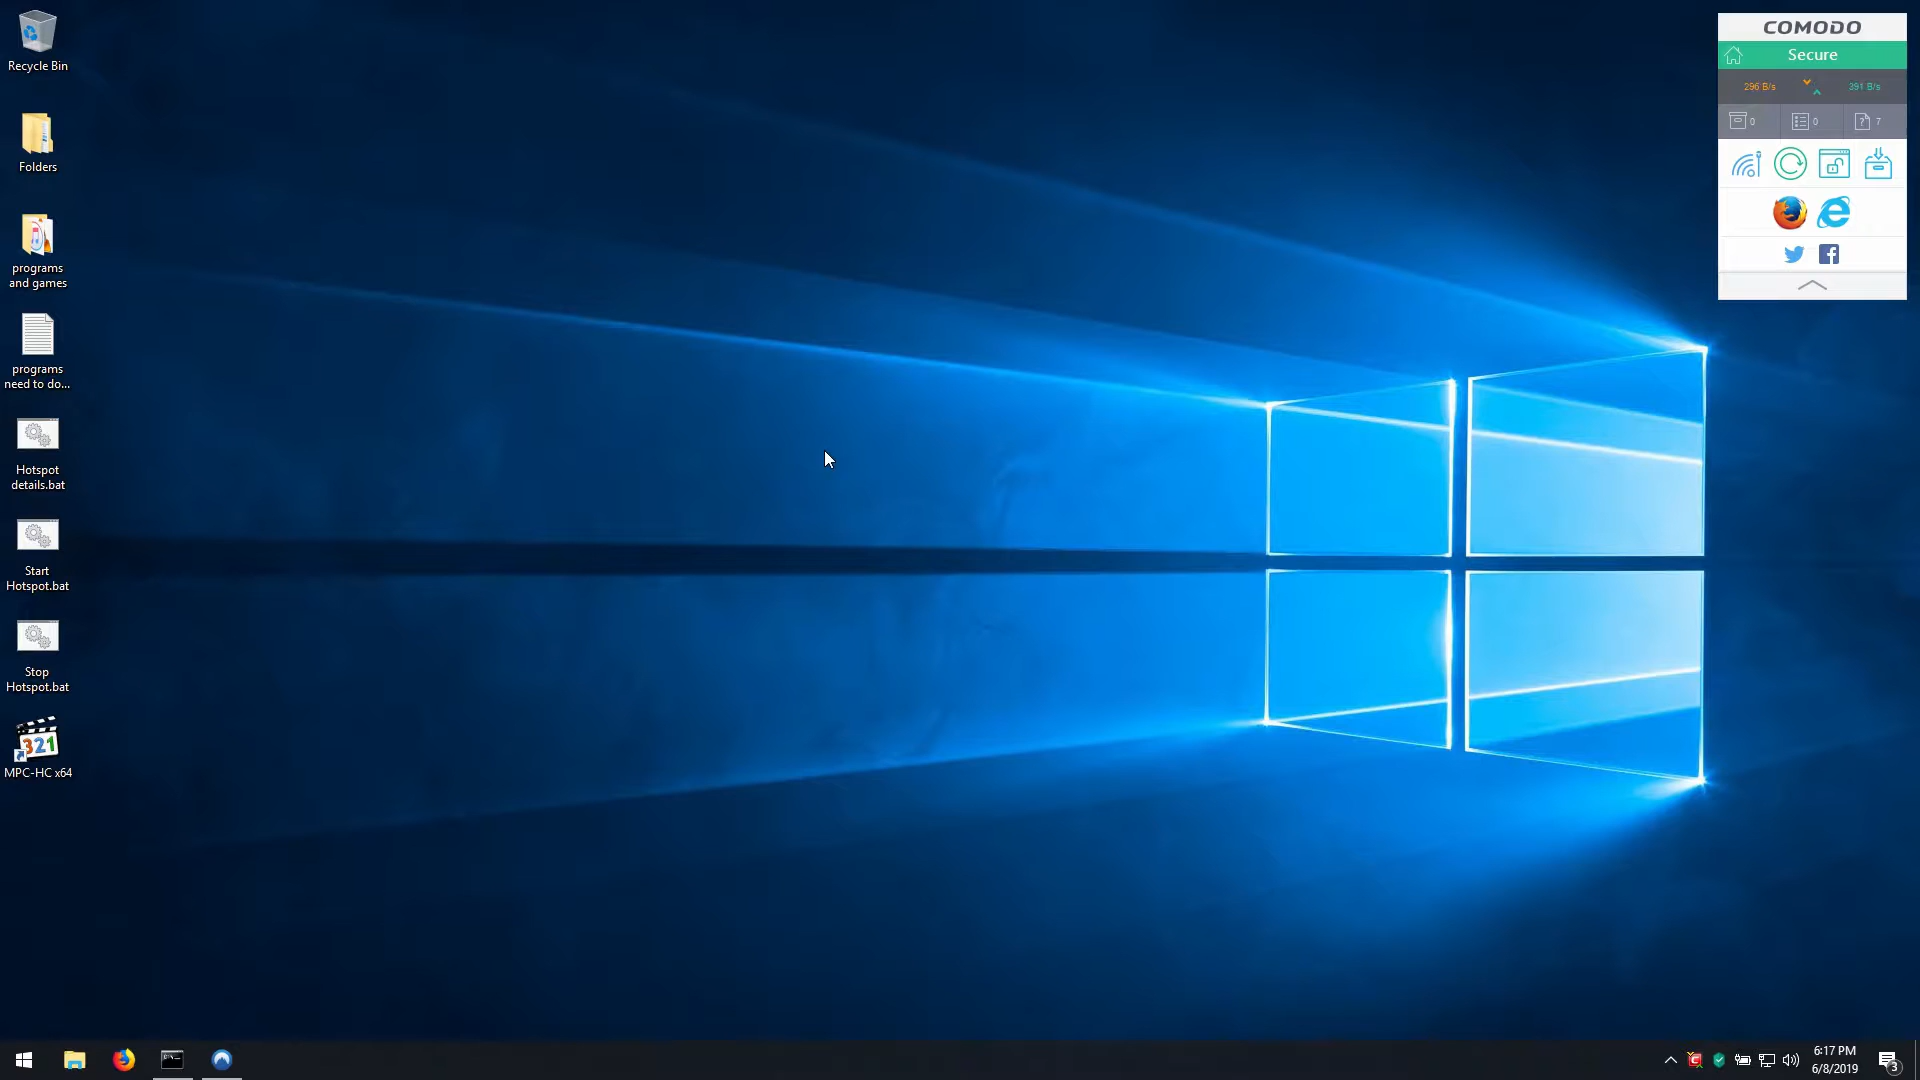 Recycle Bin
Folders
programs
and games
programs
need to do...
Hotspot
details.bat
Start
Hotspot.bat
Stop
Hotspot.bat
321
MPC-HC x64
COMODO
Secure
296 B/s
391 B/s
0
0
7
6:17 PM
6/8/2019
3